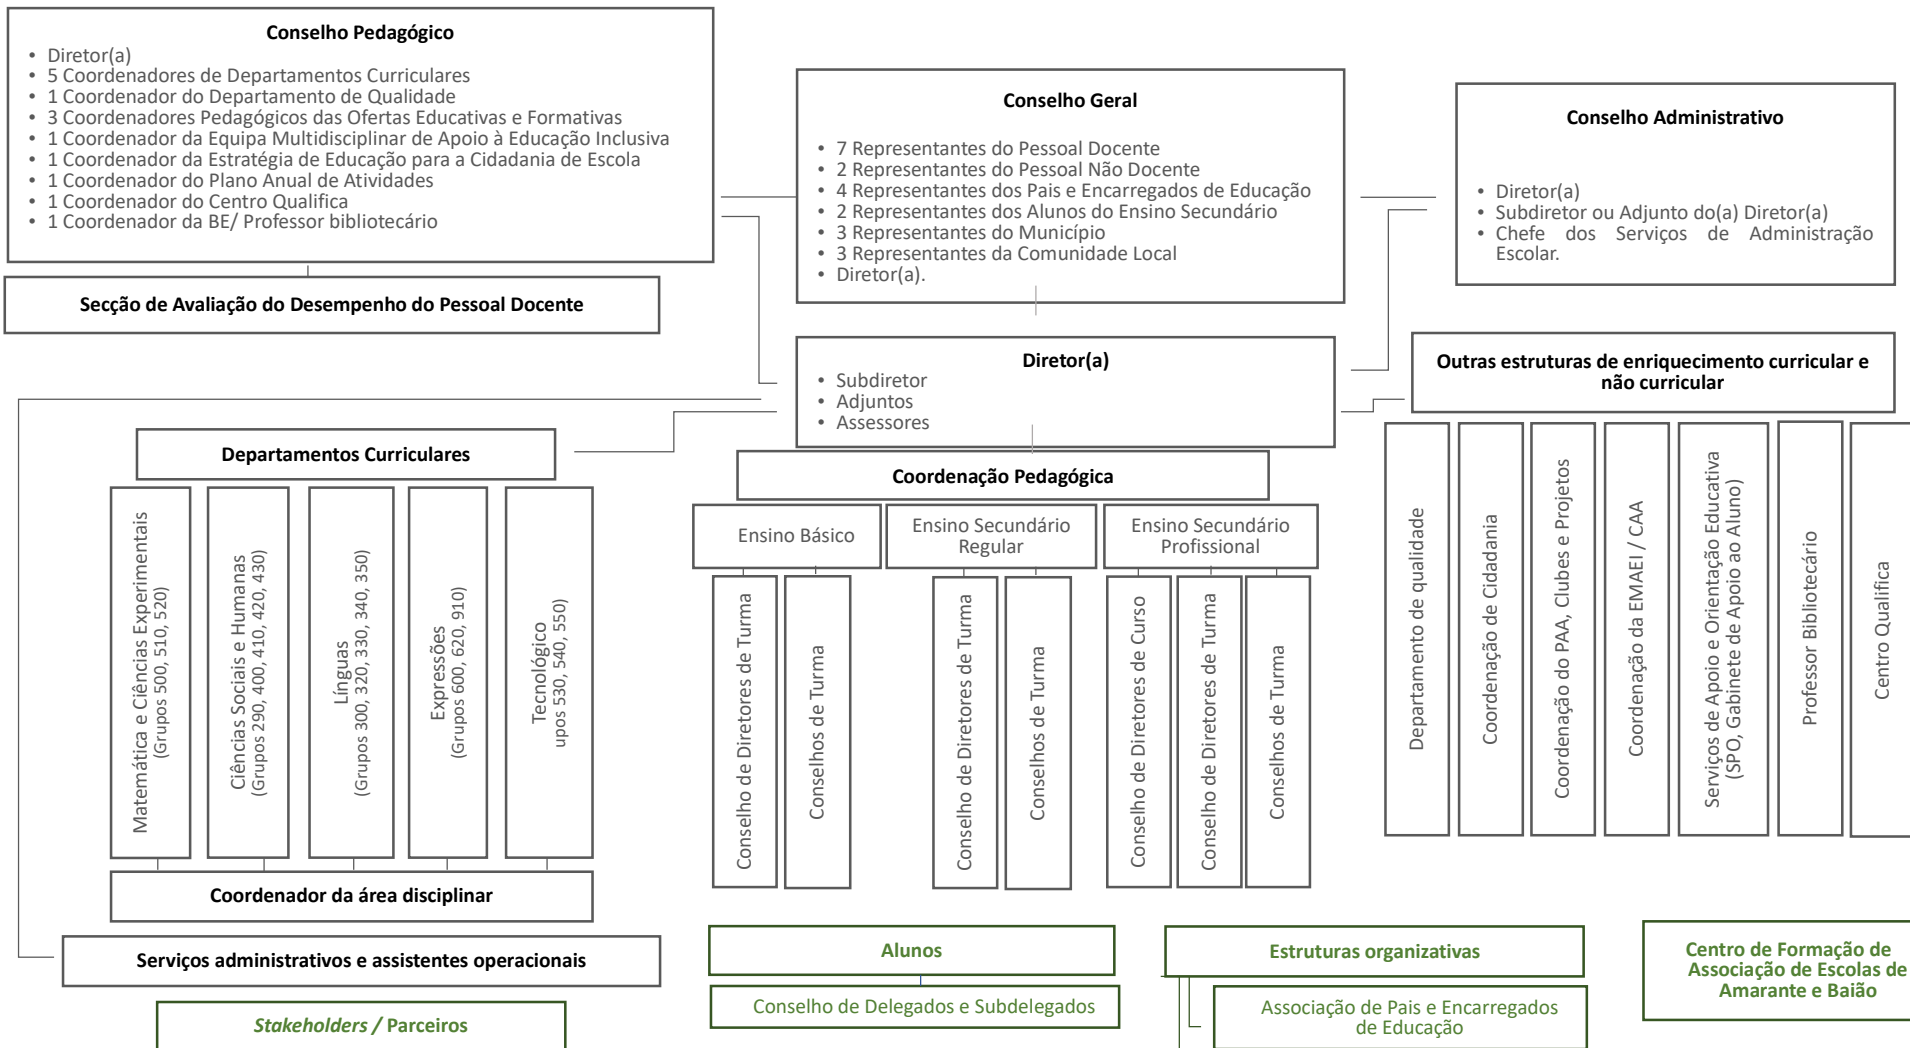 Conselho Pedagógico
• Diretor(a)
• 5 Coordenadores de Departamentos Curriculares
• 1 Coordenador do Departamento de Qualidade
• 3 Coordenadores Pedagógicos das Ofertas Educativas e Formativas
• 1 Coordenador da Equipa Multidisciplinar de Apoio à Educação Inclusiva
• 1 Coordenador da Estratégia de Educação para a Cidadania de Escola
• 1 Coordenador do Plano Anual de Atividades
• 1 Coordenador do Centro Qualifica
• 1 Coordenador da BE/ Professor bibliotecário
Secção de Avaliação do Desempenho do Pessoal Docente
Conselho Geral
• 7 Representantes do Pessoal Docente
• 2 Representantes do Pessoal Não Docente
• 4 Representantes dos Pais e Encarregados de Educação
• 2 Representantes dos Alunos do Ensino Secundário
• 3 Representantes do Município
• 3 Representantes da Comunidade Local
• Diretor(a).
Conselho Administrativo
• Diretor(a)
• Subdiretor ou Adjunto do(a) Diretor(a)
• Chefe dos Serviços de Administração
Escolar.
Diretor(a)
• Subdiretor
• Adjuntos
• Assessores
Outras estruturas de enriquecimento curricular e
não curricular
Departamentos Curriculares
Matemática e Ciências Experimentais
(Grupos 500, 510, 520)
Ciências Sociais e Humanas
(Grupos 290, 400, 410, 420, 430)
Línguas
(Grupos 300, 320, 330, 340, 350)
Expressões
(Grupos 600, 620, 910)
Tecnológico
upos 530, 540, 550)
Coordenador da área disciplinar
Serviços administrativos e assistentes operacionais
Coordenação Pedagógica
Ensino Básico
Conselho de Diretores de Turma
Conselhos de Turma
Ensino Secundário
Regular
Conselho de Diretores de Turma
Conselhos de Turma
Ensino Secundário
Profissional
Conselho de Diretores de Curso
Conselho de Diretores de Turma
Conselhos de Turma
Departamento de qualidade
Coordenação de Cidadania
Coordenação do PAA, Clubes e Projetos
Coordenação da EMAEI / CAA
Serviços de Apoio e Orientação Educativa
(SPO, Gabinete de Apoio ao Aluno)
Professor Bibliotecário
Centro Qualifica
Stakeholders / Parceiros
Alunos
Conselho de Delegados e Subdelegados
Estruturas organizativas
Associação de Pais e Encarregados
de Educação
Centro de Formação de
Associação de Escolas de
Amarante e Baião